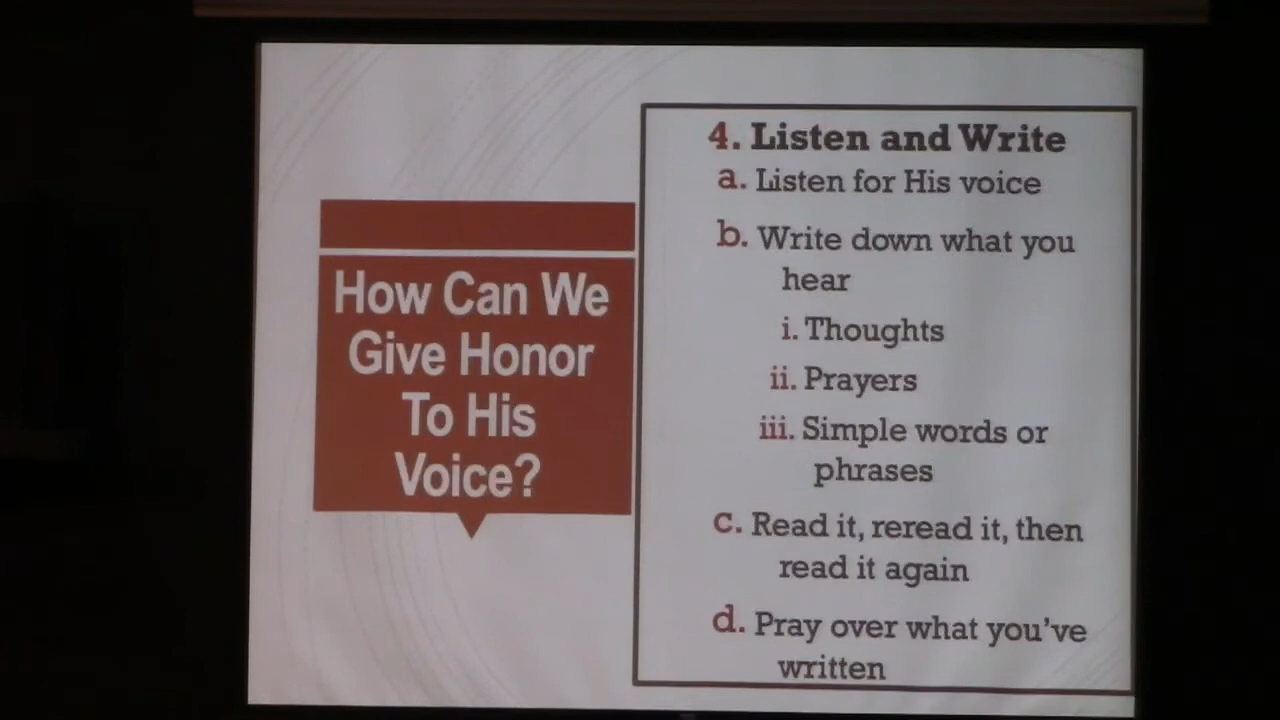 How Can We
Give Honor
To His
Voice?
4. Listen and Write
a. Listen for His voice
b. Write down what you
hear
i. Thoughts
ii. Prayers
iii. Simple words or
phrases
c. Read it, reread it, then
read it again
d. Pray over what you've
written